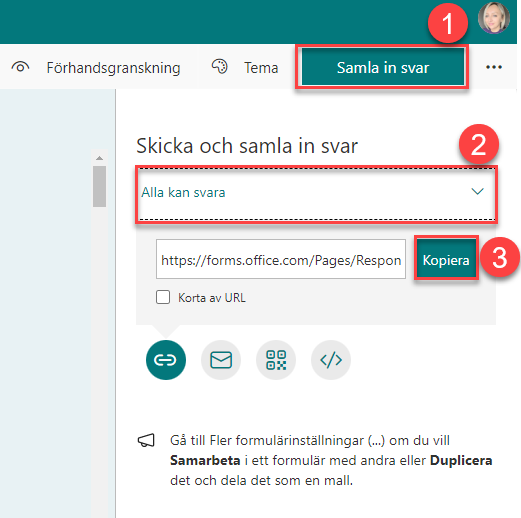 1
Förhandsgranskning Tema Samla in svar
Skicka och samla in svar
2
Alla kan svara
https://forms.office.com/Pages/Respon Kopiera 3
Korta av URL
Gå till Fler formulärinställningar (...) om du vill
Samarbeta i ett formulär med andra eller Duplicera
det och dela det som en mall.